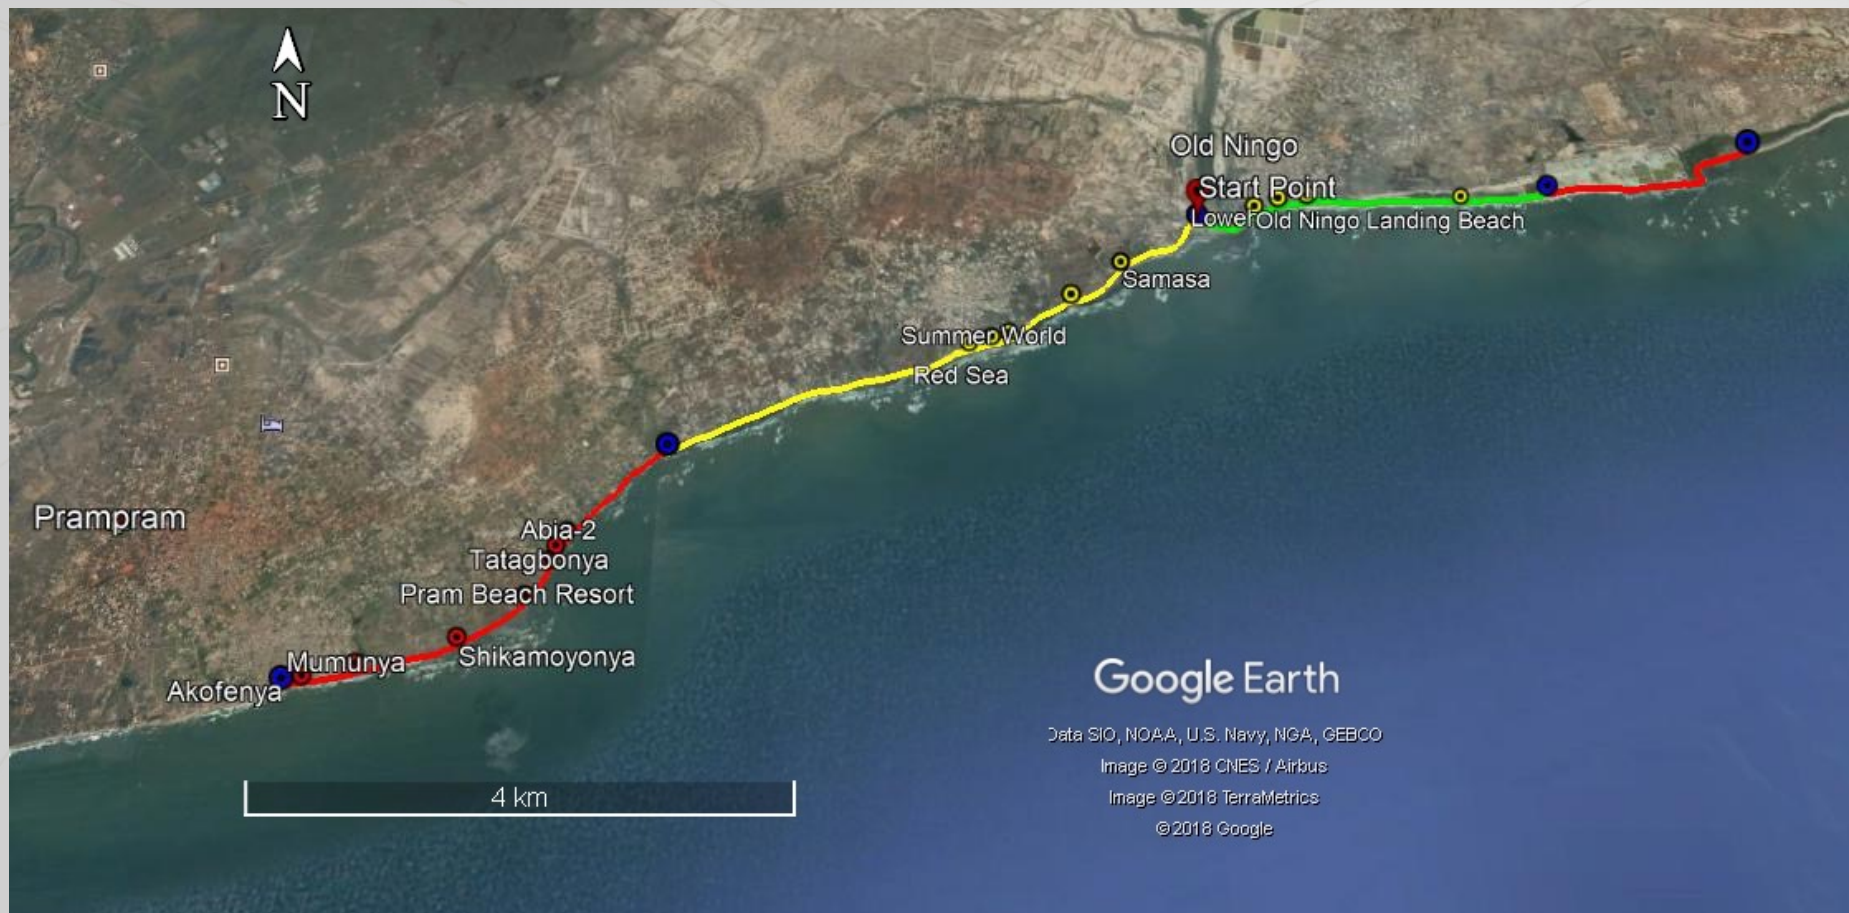 N
Old Ningo
Start Point
Lower
Old Ningo Landing Beach
Samasa
Summer World
Red Sea
Prampram
Abia-2
Tatagbonya
Pram Beach Resort
Mumunya
Shikamoyonya
Akofenya
Google Earth
Data SIO, NOAA, U.S. Navy, NGA, GEBCO
Image © 2018 CNES / Airbus
4 km
Image © 2018 TerraMetrics
© 2018 Google